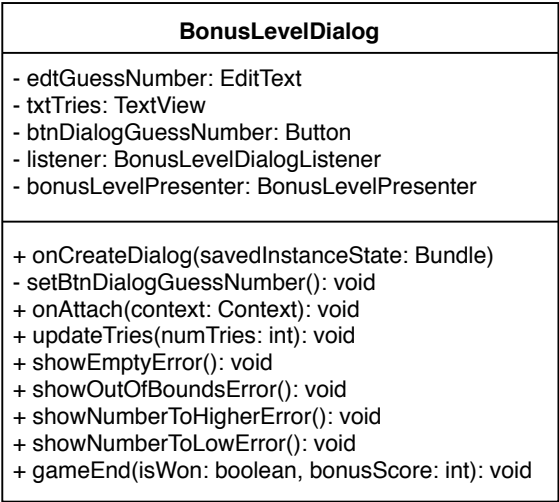 BonusLevelDialog
- edtGuessNumber: EditText
- txtTries: TextView
- btnDialogGuessNumber: Button
- listener: BonusLevelDialogListener
- bonusLevelPresenter: BonusLevelPresenter
+ onCreateDialog(savedInstanceState: Bundle)
- setBtnDialogGuessNumber(): void
+ onAttach(context: Context): void
+ updateTries(numTries: int): void
+ showEmptyError(): void
+ showOutOfBoundsError(): void
+ showNumberToHigherError(): void
+ showNumberToLowError(): void
+ gameEnd(isWon: boolean, bonusScore: int): void